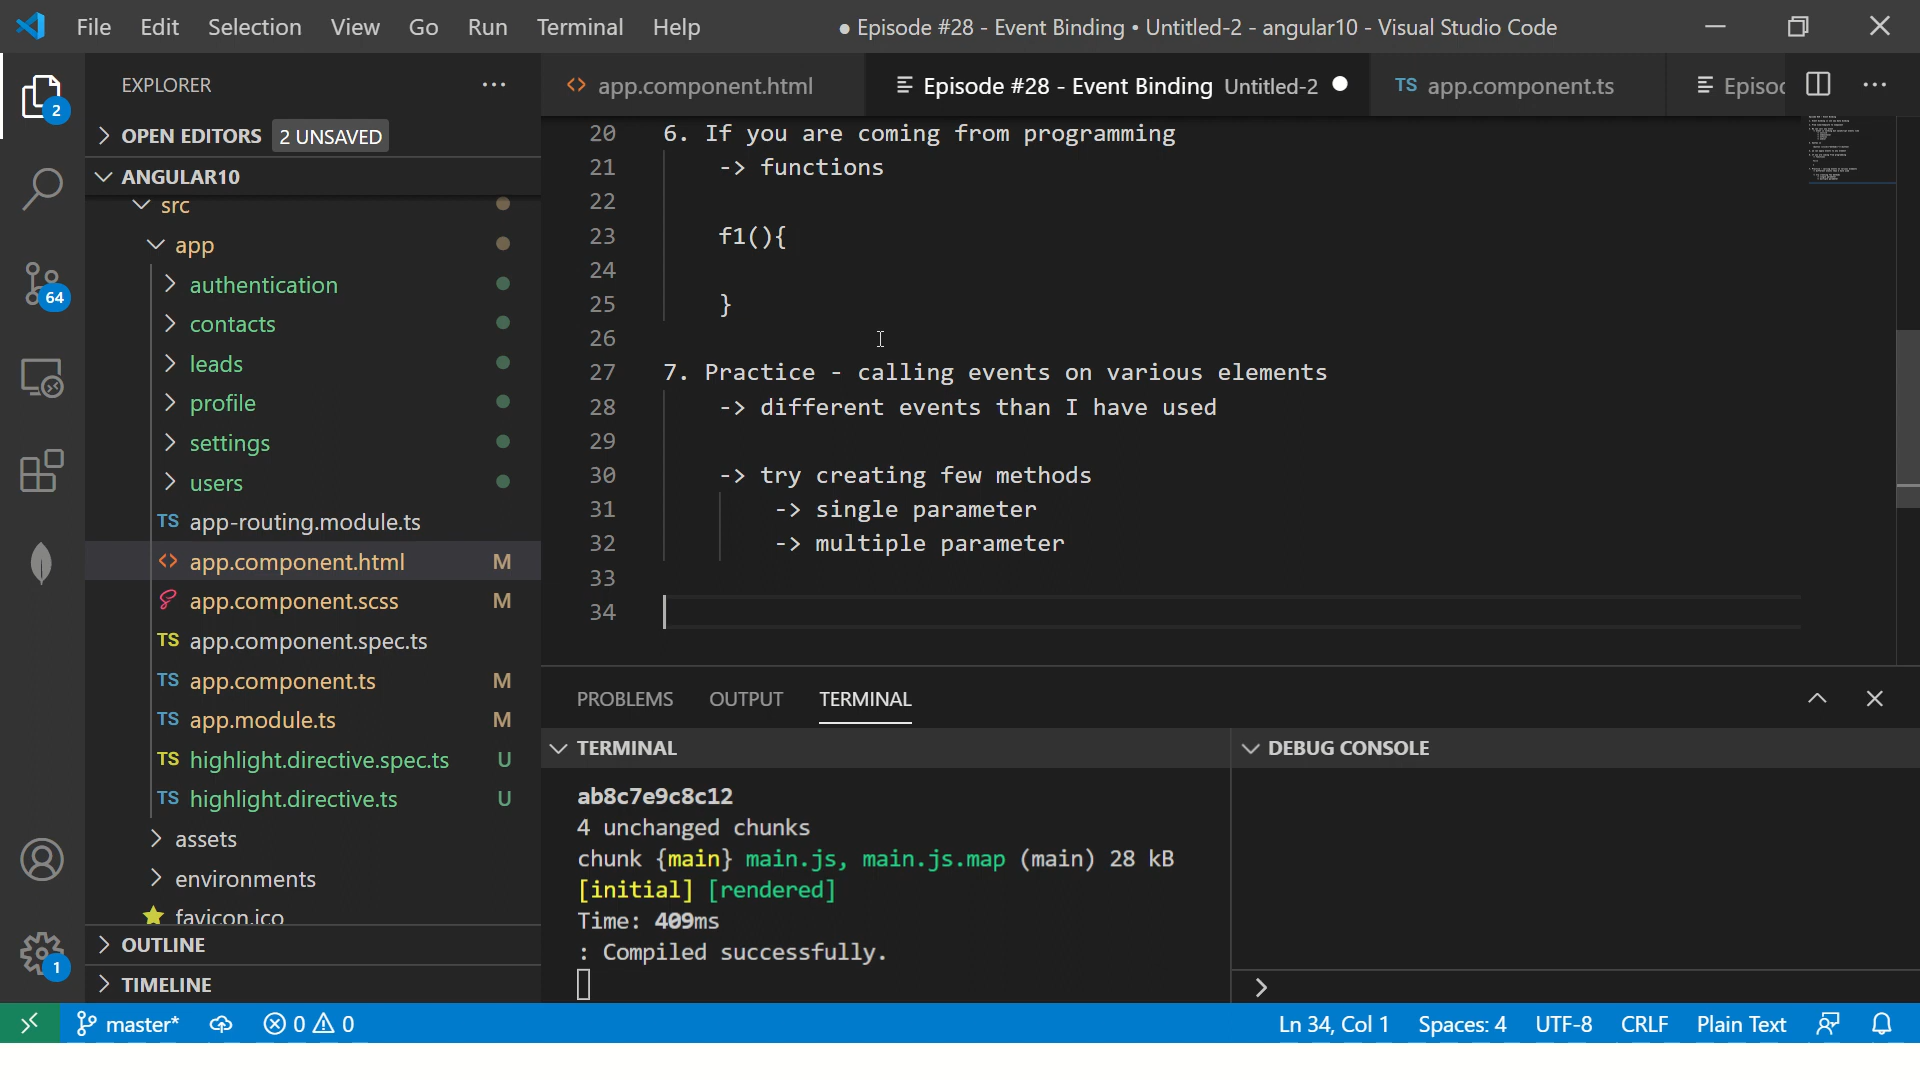 File Edit Selection View Go Run Terminal Help
● Episode #28 - Event Binding • Untitled-2 - angular10 - Visual Studio Code
EXPLORER
app.component.html
Episode #28 - Event Binding Untitled-2
TS app.component.ts
Episoc
2
OPEN EDITORS 2 UNSAVED
ANGULAR10
src
app
authentication
contacts
leads
profile
settings
users
TS app-routing.module.ts
<> app.component.html M
app.component.scss M
TS app.component.spec.ts
TS app.component.ts M
TS app.module.ts M
TS highlight.directive.spec.ts U
TS highlight.directive.ts U
assets
environments
favicon.ico
OUTLINE
TIMELINE
64
1
20 6. If you are coming from programming
21 -> functions
22
23 f1(){
24
25 }
26
27 7. Practice - calling events on various elements
28 -> different events than I have used
29
30 -> try creating few methods
31 -> single parameter
32 -> multiple parameter
33
34
PROBLEMS OUTPUT TERMINAL
TERMINAL
DEBUG CONSOLE
ab8c7e9c8c12
4 unchanged chunks
chunk {main} main.js, main.js.map (main) 28 kB
[initial] [rendered]
Time: 409ms
: Compiled successfully.
master* 0 0
Ln 34, Col 1 Spaces: 4 UTF-8 CRLF Plain Text